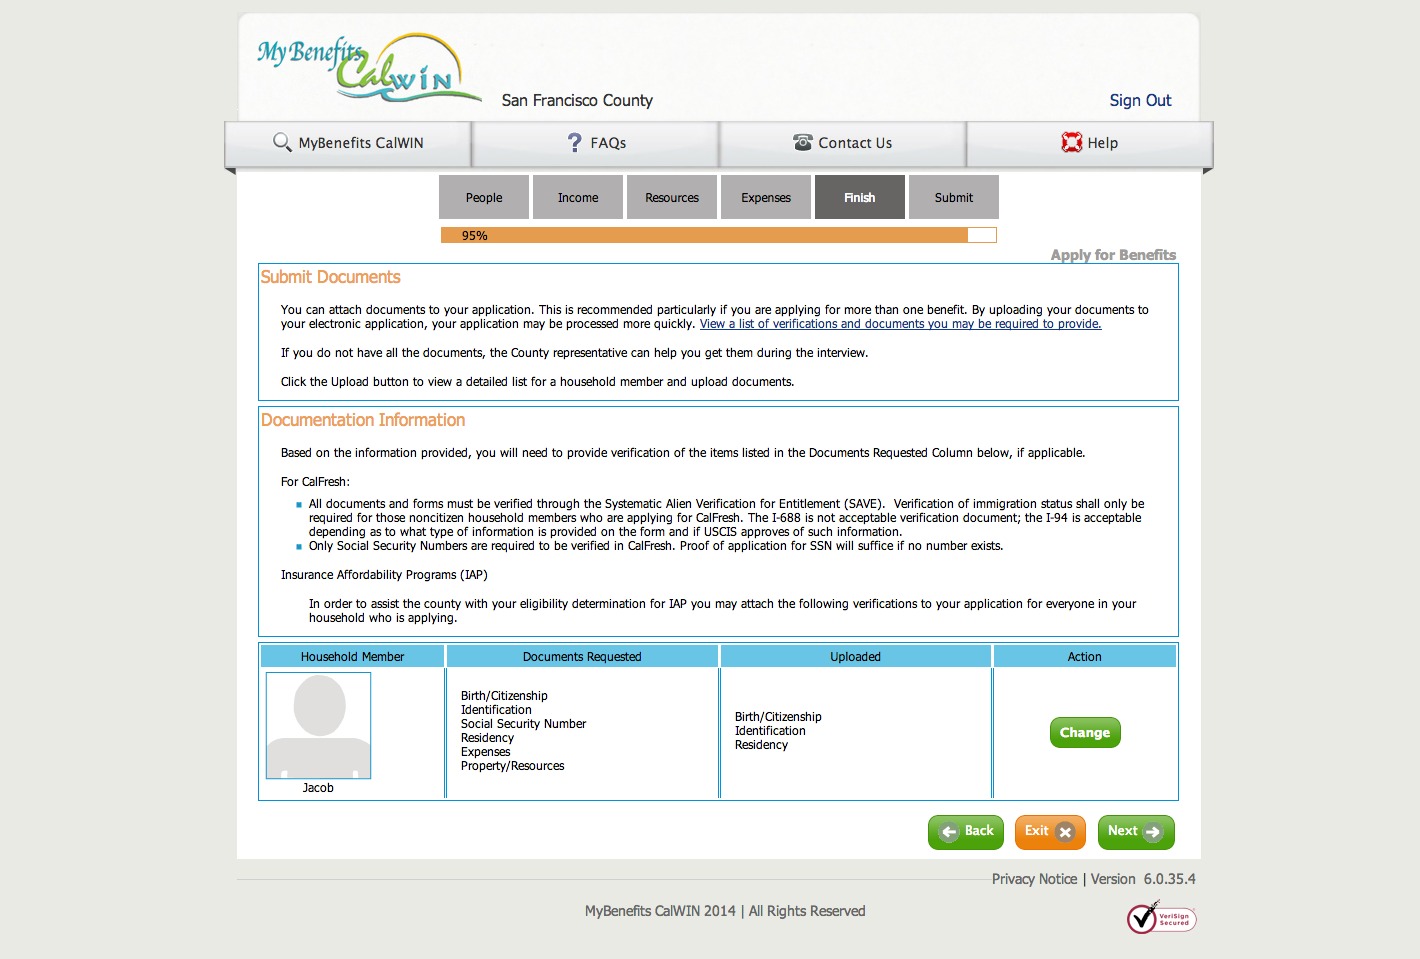 My Benefits
CalWIN
San Francisco County
Sign Out
MyBenefits CalWIN
FAQs
Contact Us
Help
People
Income
Resources
Expenses
Finish
Submit
95%
Apply for Benefits
Submit Documents
You can attach documents to your application. This is recommended particularly if you are applying for more than one benefit. By uploading your documents to
your electronic application, your application may be processed more quickly. View a list of verifications and documents you may be required to provide.
If you do not have all the documents, the County representative can help you get them during the interview.
Click the Upload button to view a detailed list for a household member and upload documents.
Documentation Information
Based on the information provided, you will need to provide verification of the items listed in the Documents Requested Column below, if applicable.
For CalFresh:
All documents and forms must be verified through the Systematic Alien Verification for Entitlement (SAVE). Verification of immigration status shall only be
required for those noncitizen household members who are applying for CalFresh. The I-688 is not acceptable verification document; the I-94 is acceptable
depending as to what type of information is provided on the form and if USCIS approves of such information.
Only Social Security Numbers are required to be verified in CalFresh. Proof of application for SSN will suffice if no number exists.
Insurance Affordability Programs (IAP)
In order to assist the county with your eligibility determination for IAP you may attach the following verifications to your application for everyone in your
household who is applying.
Household Member
Documents Requested
Uploaded
Action
Jacob
Birth/Citizenship
Identification
Social Security Number
Residency
Expenses
Property/Resources
Birth/Citizenship
Identification
Residency
Change
Back
Exit
Next
Privacy Notice | Version 6.0.35.4
MyBenefits CalWIN 2014 | All Rights Reserved
VeriSign
Secured